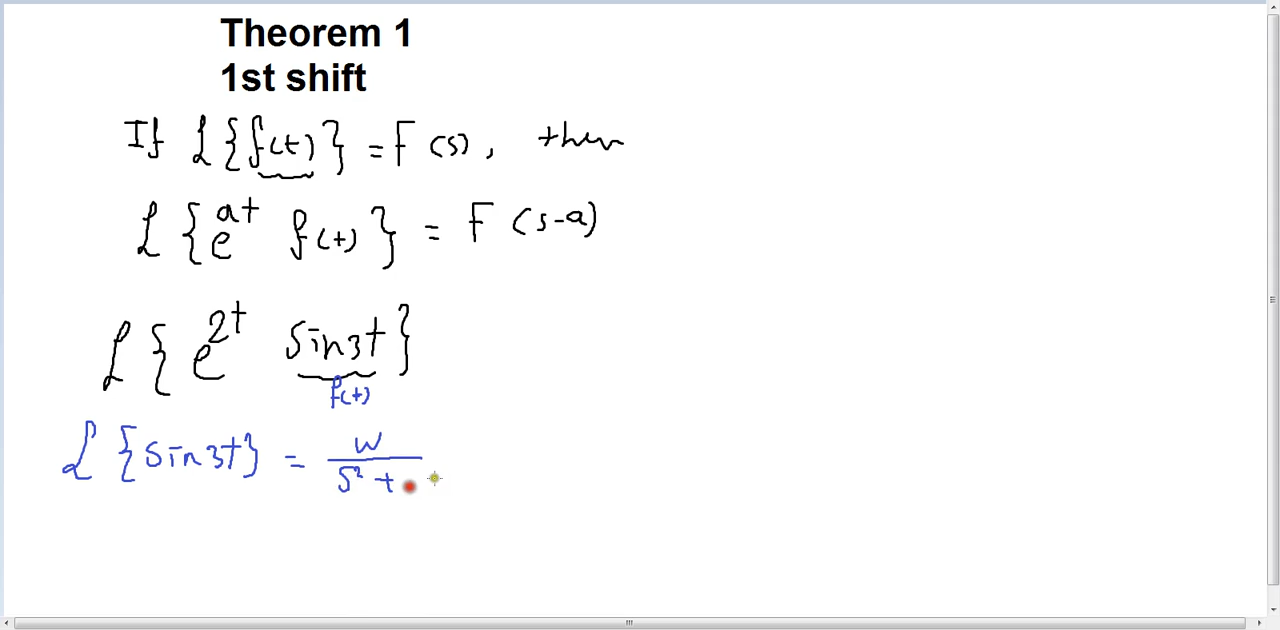 Theorem 1
1st shift
If ℒ{f(t)} = F(s), then
ℒ{e^{at} f(t)} = F(s-a)
ℒ{e^{2t} sin3t}
f(t)
ℒ{sin3t} = w/(s² +